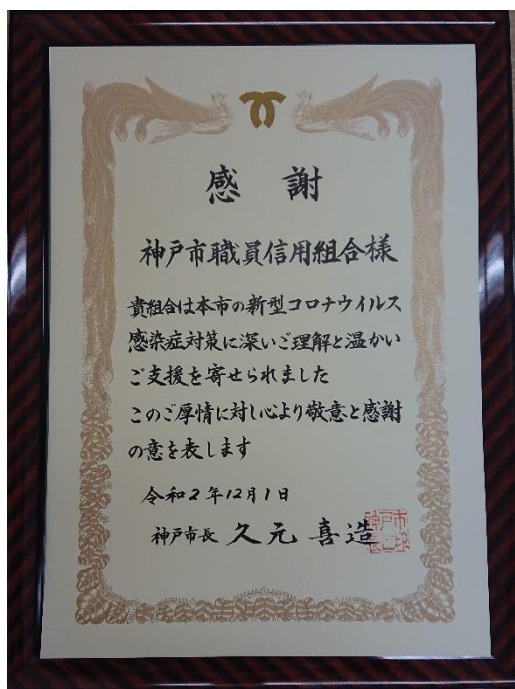 感謝
神戸市職員信用組合様
貴組合は本市の新型コロナウイルス
感染症対策に深いご理解と温かい
ご支援を寄せられました
このご厚情に対し心より敬意と感謝
の意を表します
令和2年12月1日
神戸市長 久元喜造